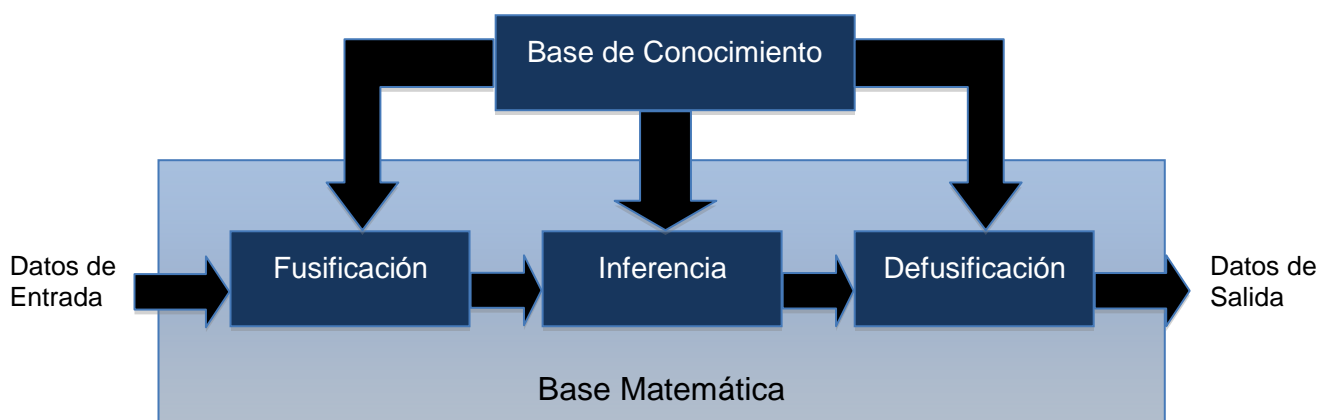 Base de Conocimiento
Datos de
Entrada
Fusificación
Inferencia
Defusificación
Datos de
Salida
Base Matemática